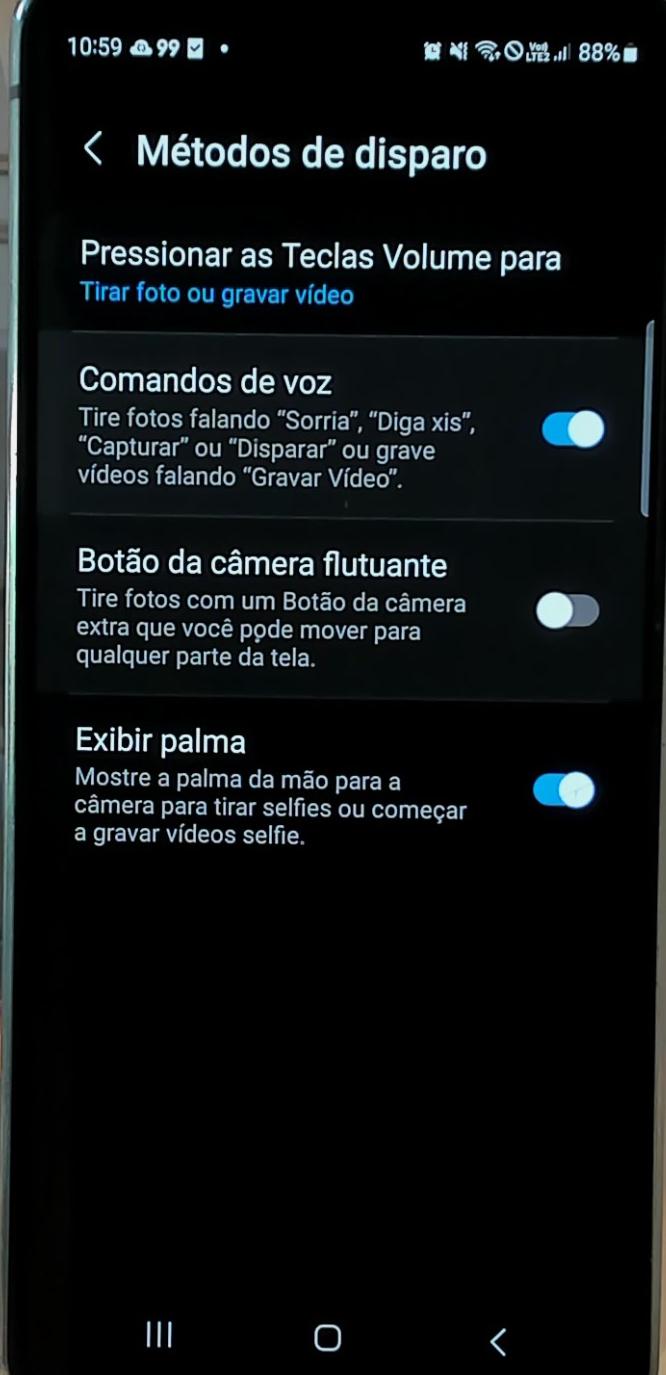 10:59 99
Voll LTE2 88%
Métodos de disparo
Pressionar as Teclas Volume para
Tirar foto ou gravar vídeo
Comandos de voz
Tire fotos falando “Sorria”, “Diga xis”,
“Capturar” ou “Disparar” ou grave
vídeos falando “Gravar Vídeo”.
Botão da câmera flutuante
Tire fotos com um Botão da câmera
extra que você pode mover para
qualquer parte da tela.
Exibir palma
Mostre a palma da mão para a
câmera para tirar selfies ou começar
a gravar vídeos selfie.